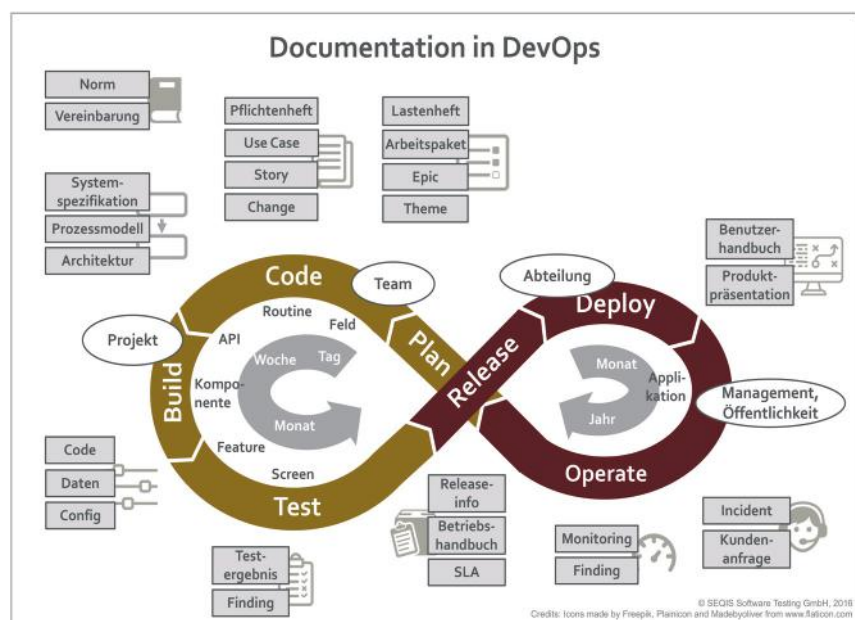 Documentation in DevOps
Norm
Vereinbarung
Pflichtenheft
Use Case
Story
Change
Lastenheft
Arbeitspaket
Epic
Theme
System-
spezifikation
Prozessmodell
Architektur
Benutzer-
handbuch
Produkt-
präsentation
Code
Team
Abteilung
Deploy
Projekt
Routine
Feld
API
Plan
Release
Woche
Tag
Monat
Build
Kompo-
nente
Monat
Appli-
kation
Jahr
Management,
Öffentlichkeit
Feature
Screen
Test
Operate
Code
Daten
Config
Release-
info
Betriebs-
handbuch
SLA
Monitoring
Finding
Incident
Kunden-
anfrage
Test-
ergebnis
Finding
© SEQIS Software Testing GmbH, 2016
Credits: Icons made by Freepik, Plainicon and Madebyoliver from www.flaticon.com